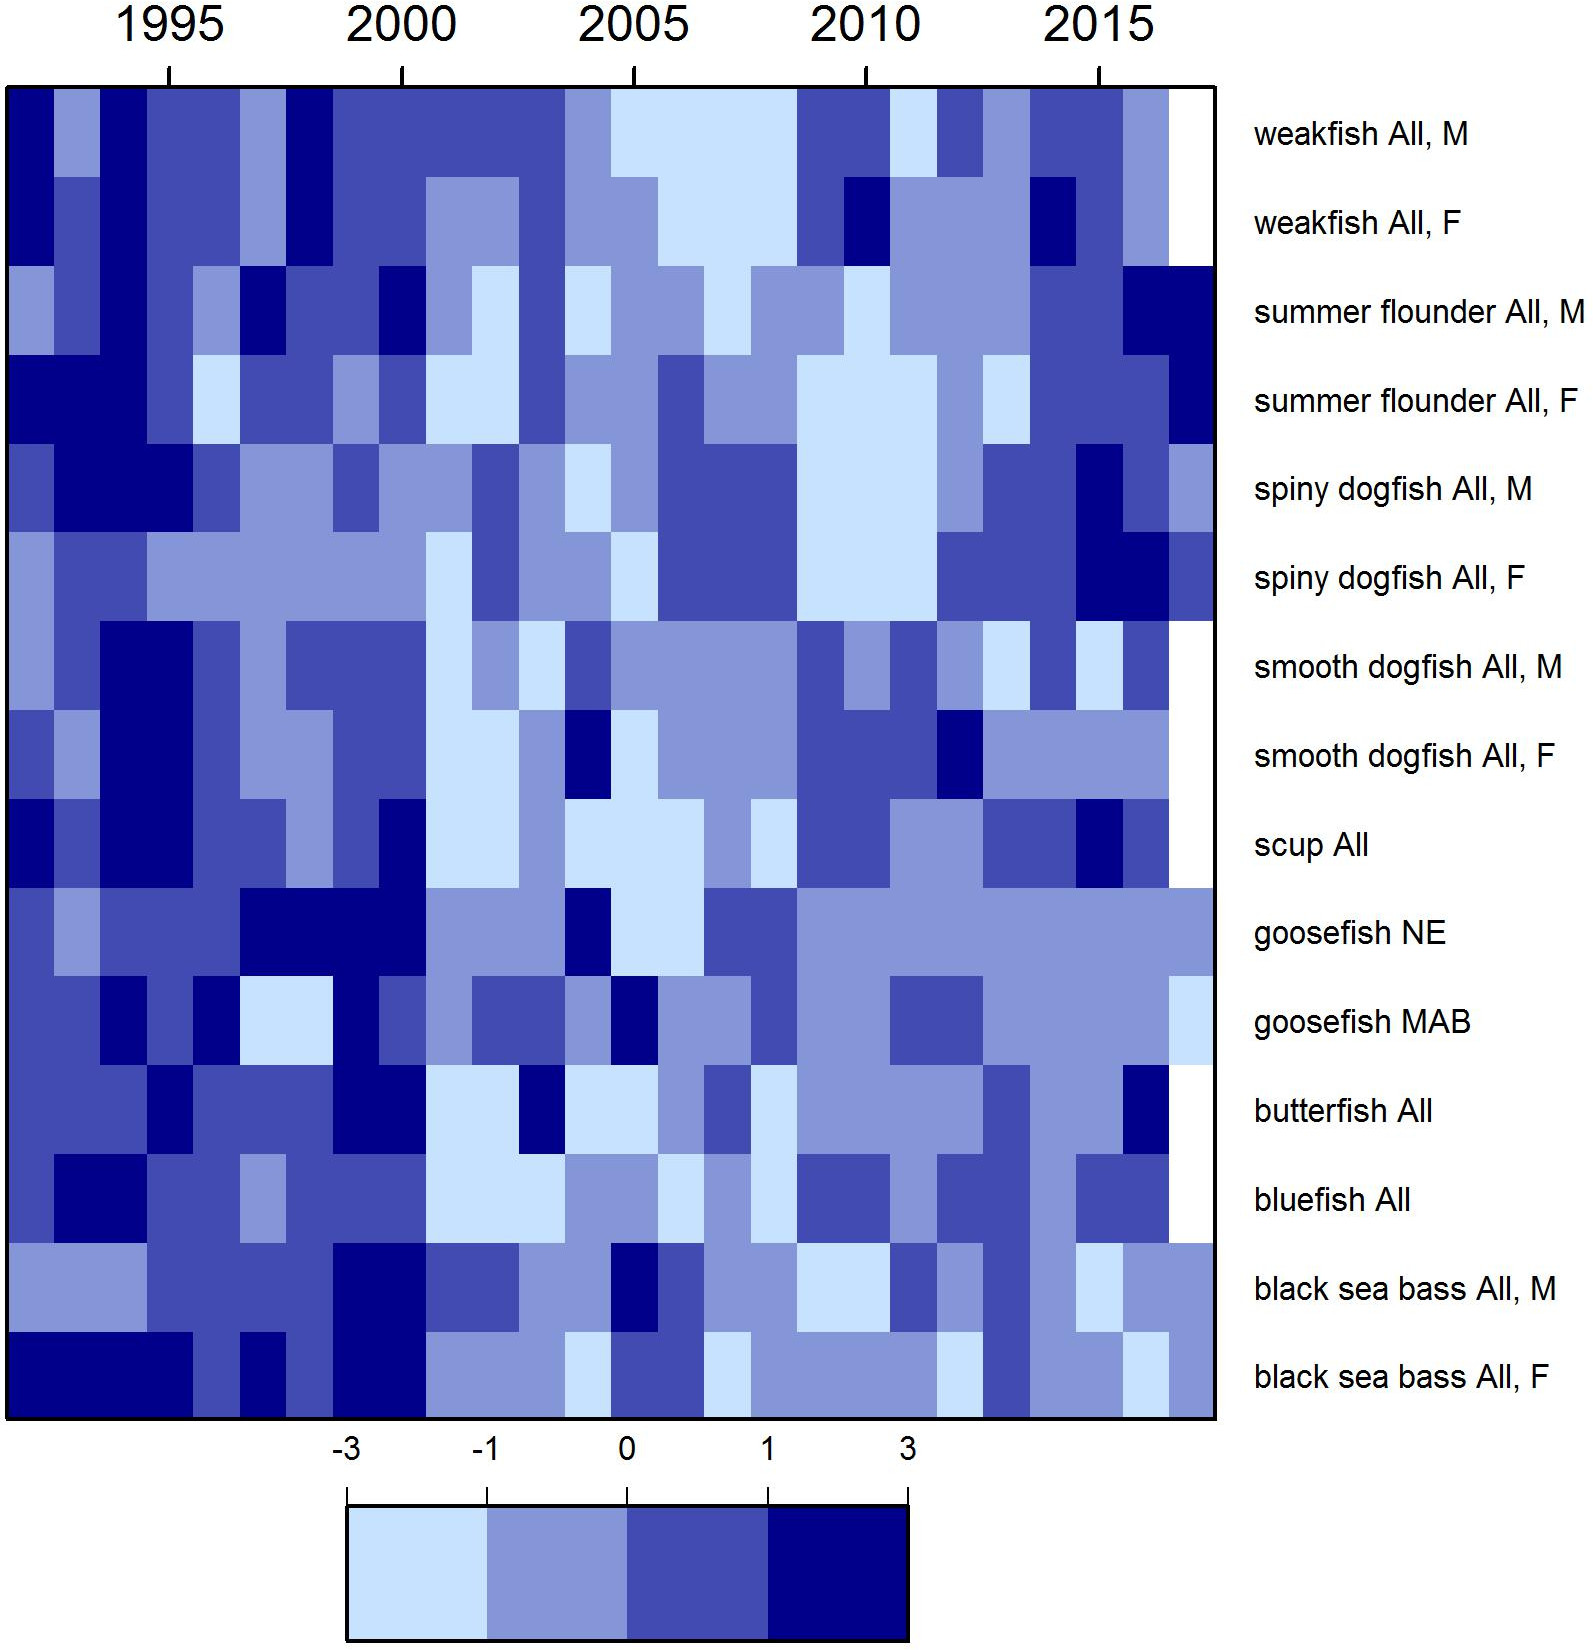 1995 2000 2005 2010 2015
weakfish All, M
weakfish All, F
summer flounder All, M
summer flounder All, F
spiny dogfish All, M
spiny dogfish All, F
smooth dogfish All, M
smooth dogfish All, F
scup All
goosefish NE
goosefish MAB
butterfish All
bluefish All
black sea bass All, M
black sea bass All, F
-3 -1 0 1 3